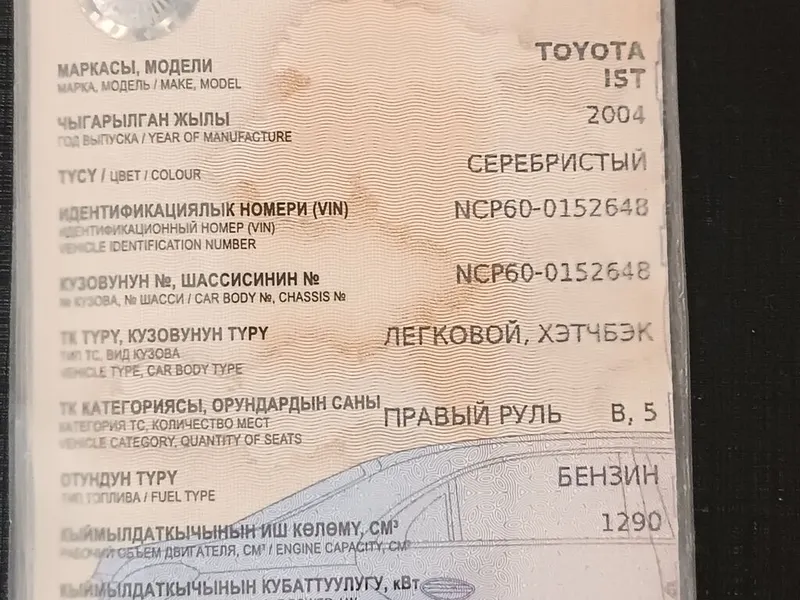 МАРКАСЫ, МОДЕЛИ TOYOTA
МАРКА, МОДЕЛЬ / MAKE, MODEL IST
ЧЫГАРЫЛГАН ЖЫЛЫ 2004
ГОД ВЫПУСКА / YEAR OF MANUFACTURE
ТҮСҮ / ЦВЕТ / COLOUR СЕРЕБРИСТЫЙ
ИДЕНТИФИКАЦИЯЛЫК НОМЕРИ (VIN) NCP60-0152648
ИДЕНТИФИКАЦИОННЫЙ НОМЕР (VIN)
VEHICLE IDENTIFICATION NUMBER
КУЗОВУНУН №, ШАССИСИНИН № NCP60-0152648
№ КУЗОВА, № ШАССИ / CAR BODY №, CHASSIS №
ТК ТҮРҮ, КУЗОВУНУН ТҮРҮ ЛЕГКОВОЙ, ХЭТЧБЭК
ТИП ТС, ВИД КУЗОВА
VEHICLE TYPE, CAR BODY TYPE
ТК КАТЕГОРИЯСЫ, ОРУНДАРДЫН САНЫ ПРАВЫЙ РУЛЬ B, 5
КАТЕГОРИЯ ТС, КОЛИЧЕСТВО МЕСТ
VEHICLE CATEGORY, QUANTITY OF SEATS
ОТУНДУН ТҮРҮ БЕНЗИН
ТИП ТОПЛИВА / FUEL TYPE
КЫЙМЫЛДАТКЫЧЫНЫН ИШ КӨЛӨМҮ, СМ³ 1290
РАБОЧИЙ ОБЪЕМ ДВИГАТЕЛЯ, СМ³ / ENGINE CAPACITY, CM³
КЫЙМЫЛДАТКЫЧЫНЫН КУБАТТУУЛУГУ, кВт